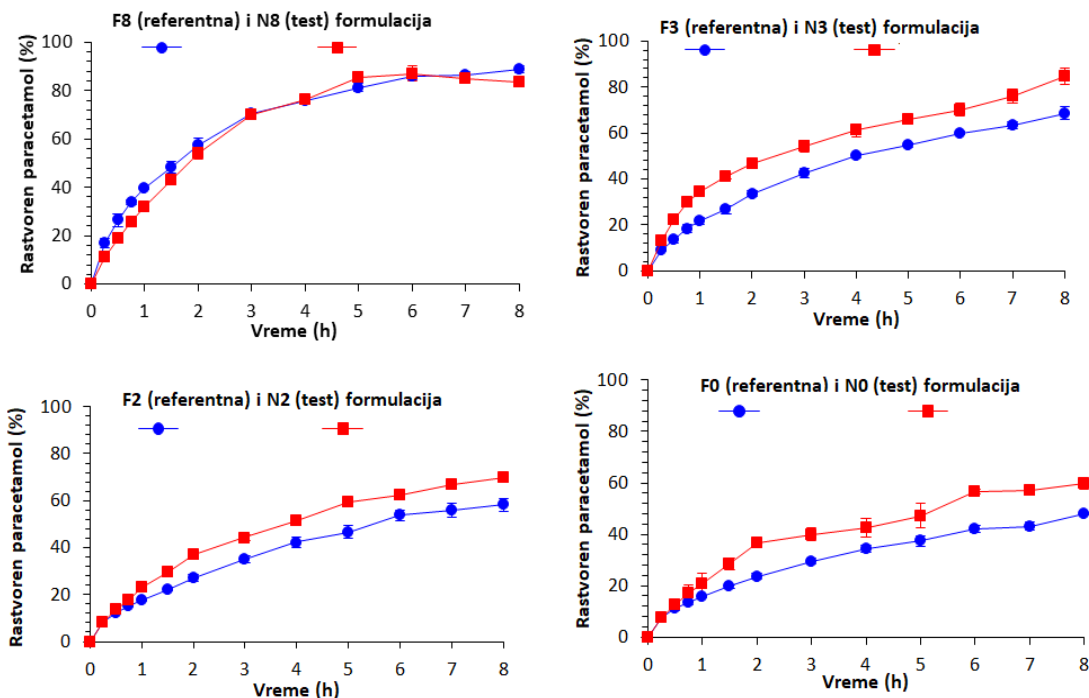 F8 (referentna) i N8 (test) formulacija
Rastvoren paracetamol (%)
100
80
60
40
20
0
0 1 2 3 4 5 6 7 8
Vreme (h)
F3 (referentna) i N3 (test) formulacija
Rastvoren paracetamol (%)
100
80
60
40
20
0
0 1 2 3 4 5 6 7 8
Vreme (h)
F2 (referentna) i N2 (test) formulacija
Rastvoren paracetamol (%)
100
80
60
40
20
0
0 1 2 3 4 5 6 7 8
Vreme (h)
F0 (referentna) i N0 (test) formulacija
Rastvoren paracetamol (%)
100
80
60
40
20
0
0 1 2 3 4 5 6 7 8
Vreme (h)